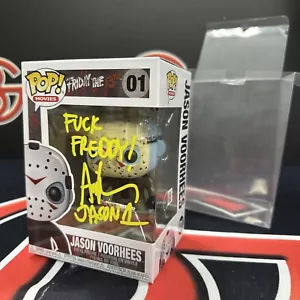 POP!
MOVIES
FRIDAY THE 13th
01
FUCK
FREDDY!
JASON
JASON VOORHEES
JASON VOORHEES